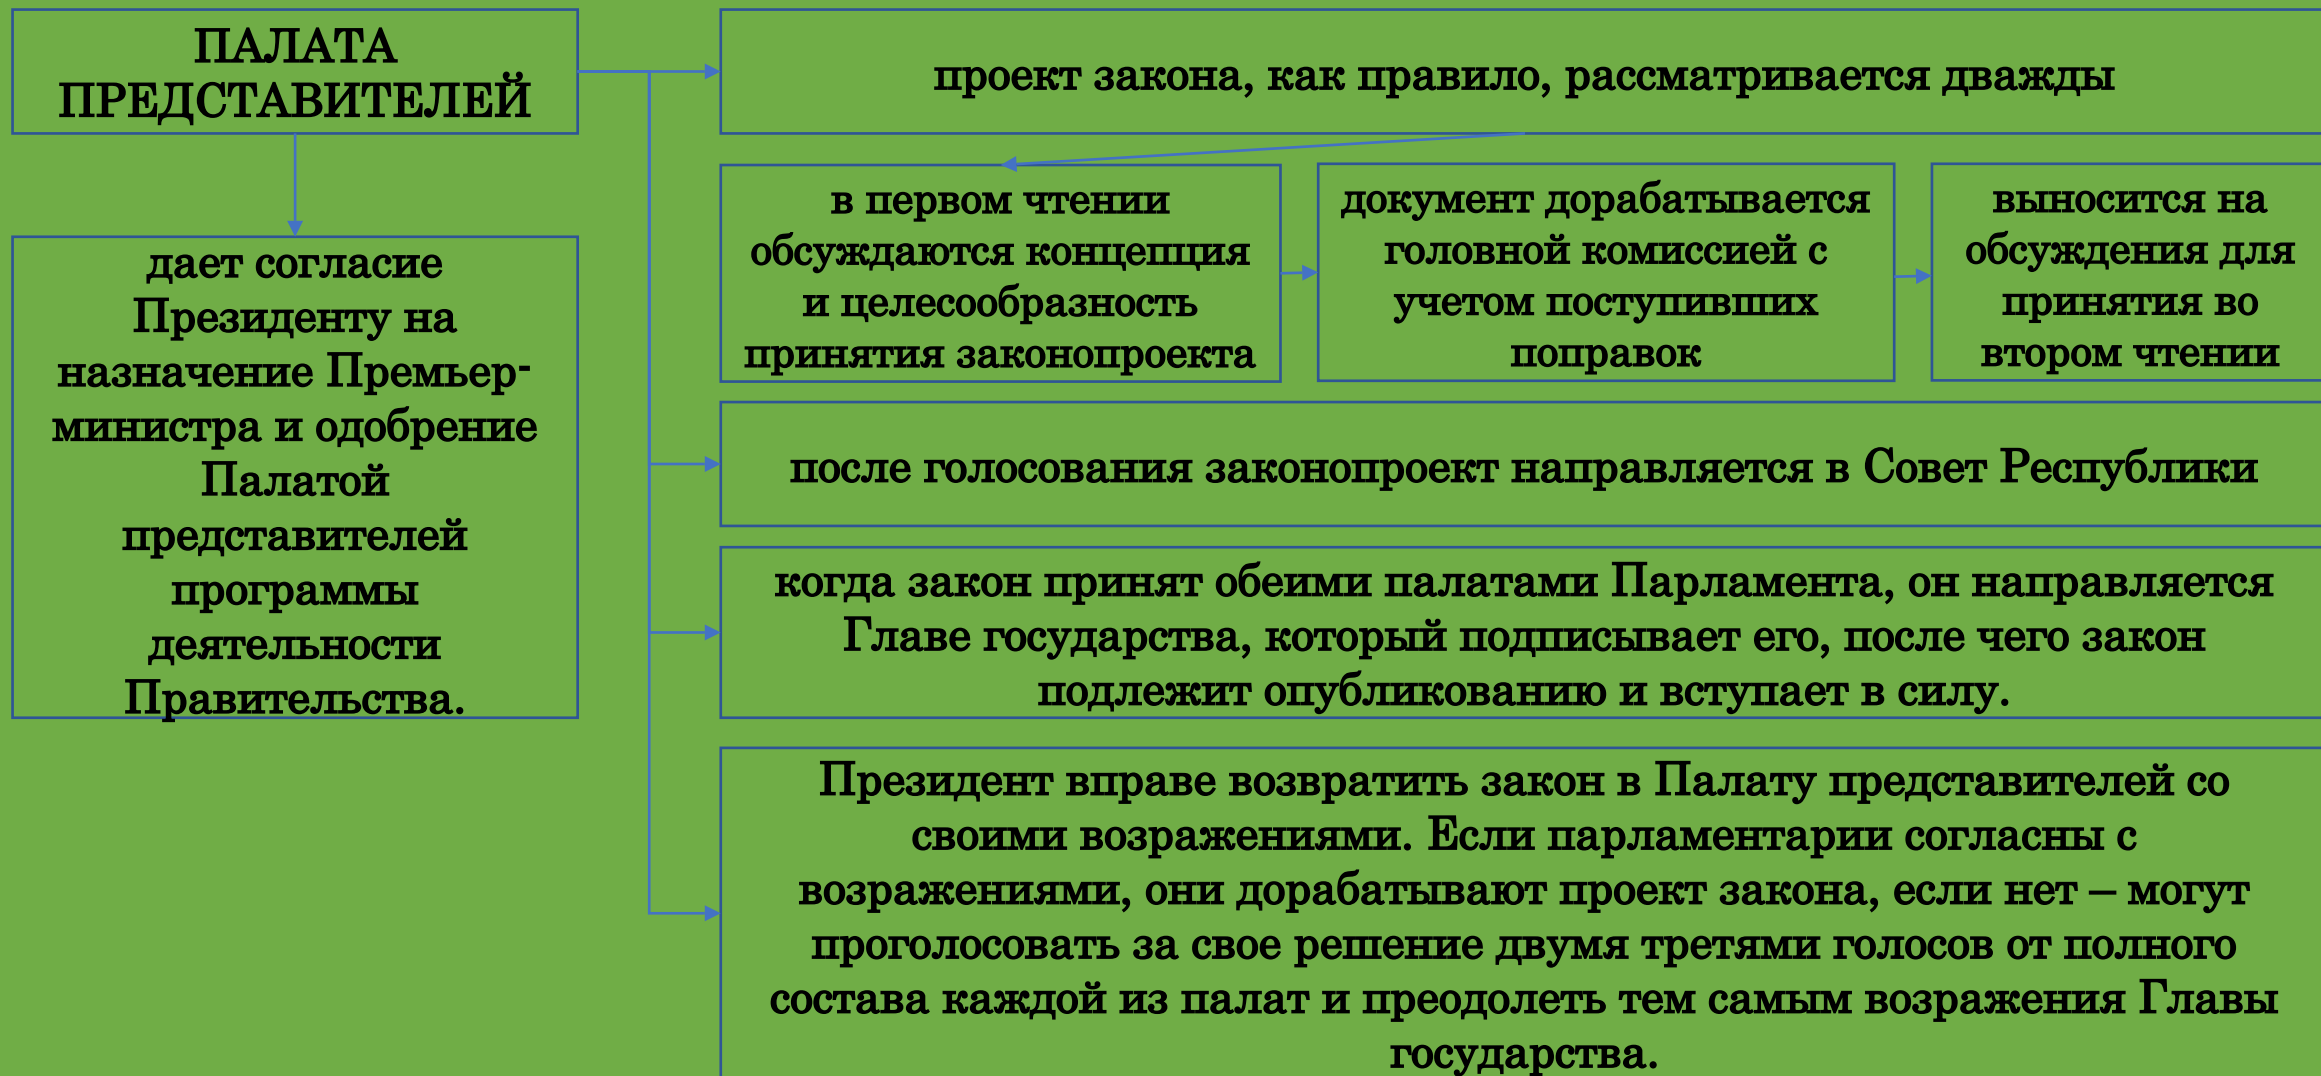 ПАЛАТА
ПРЕДСТАВИТЕЛЕЙ
проект закона, как правило, рассматривается дважды
в первом чтении
обсуждаются концепция
и целесообразность
принятия законопроекта
документ дорабатывается
головной комиссией с
учетом поступивших
поправок
выносится на
обсуждения для
принятия во
втором чтении
дает согласие
Президенту на
назначение Премьер-
министра и одобрение
Палатой
представителей
программы
деятельности
Правительства.
после голосования законопроект направляется в Совет Республики
когда закон принят обеими палатами Парламента, он направляется
Главе государства, который подписывает его, после чего закон
подлежит опубликованию и вступает в силу.
Президент вправе возвратить закон в Палату представителей со
своими возражениями. Если парламентарии согласны с
возражениями, они дорабатывают проект закона, если нет – могут
проголосовать за свое решение двумя третями голосов от полного
состава каждой из палат и преодолеть тем самым возражения Главы
государства.